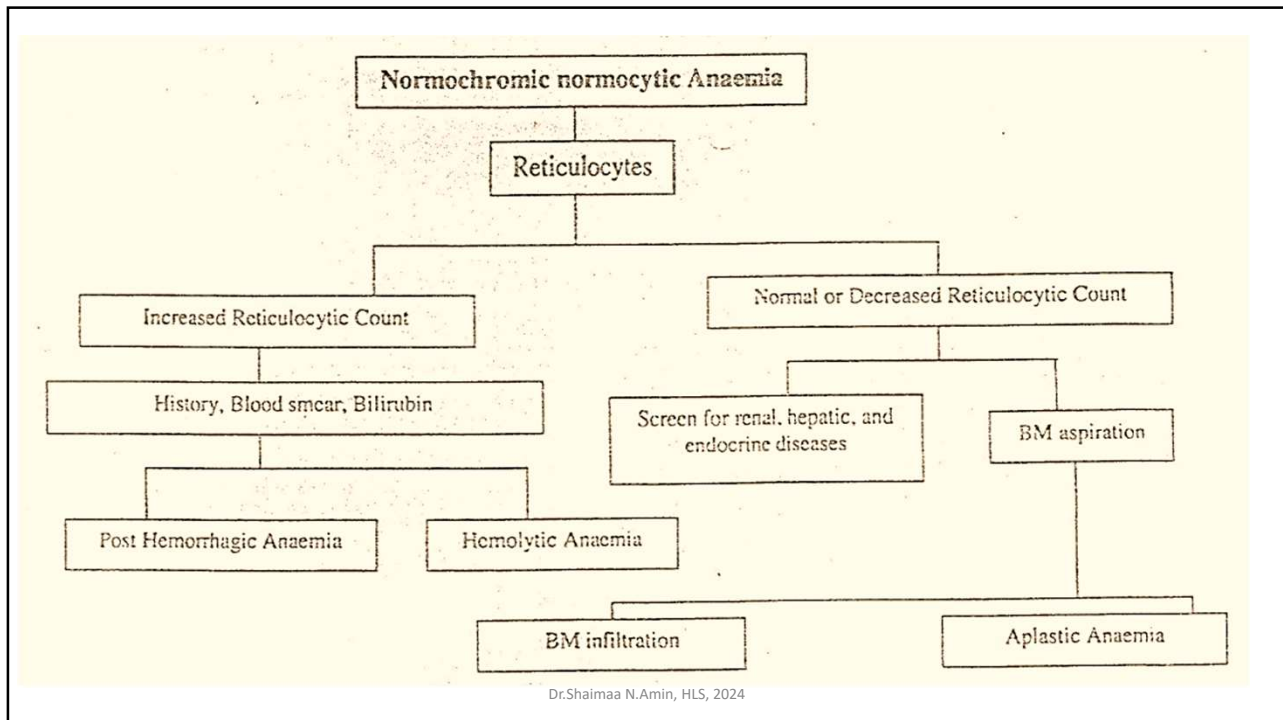 Normochromic normocytic Anaemia
Reticulocytes
Increased Reticulocytic Count
Normal or Decreased Reticulocytic Count
History, Blood smear, Bilirubin
Screen for renal, hepatic, and
endocrine diseases
BM aspiration
Post Hemorrhagic Anaemia
Hemolytic Anaemia
BM infiltration
Aplastic Anaemia
Dr.Shaimaa N.Amin, HLS, 2024